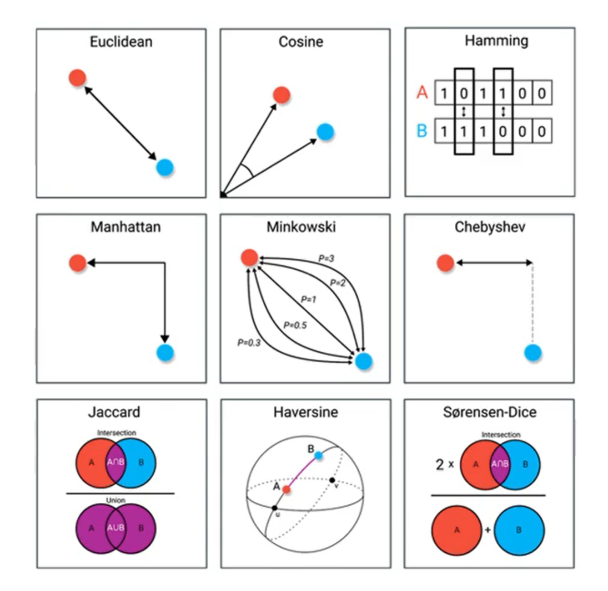 Euclidean
Cosine
Hamming
A 1 0 1 1 0 0
B 1 1 1 0 0 0
Manhattan
Minkowski
P=3
P=2
P=1
P=0.5
P=0.3
Chebyshev
Jaccard
Intersection
A A∩B B
Union
A A∪B B
Haversine
B
A
Sørensen-Dice
Intersection
2 x A A∩B B
A + B